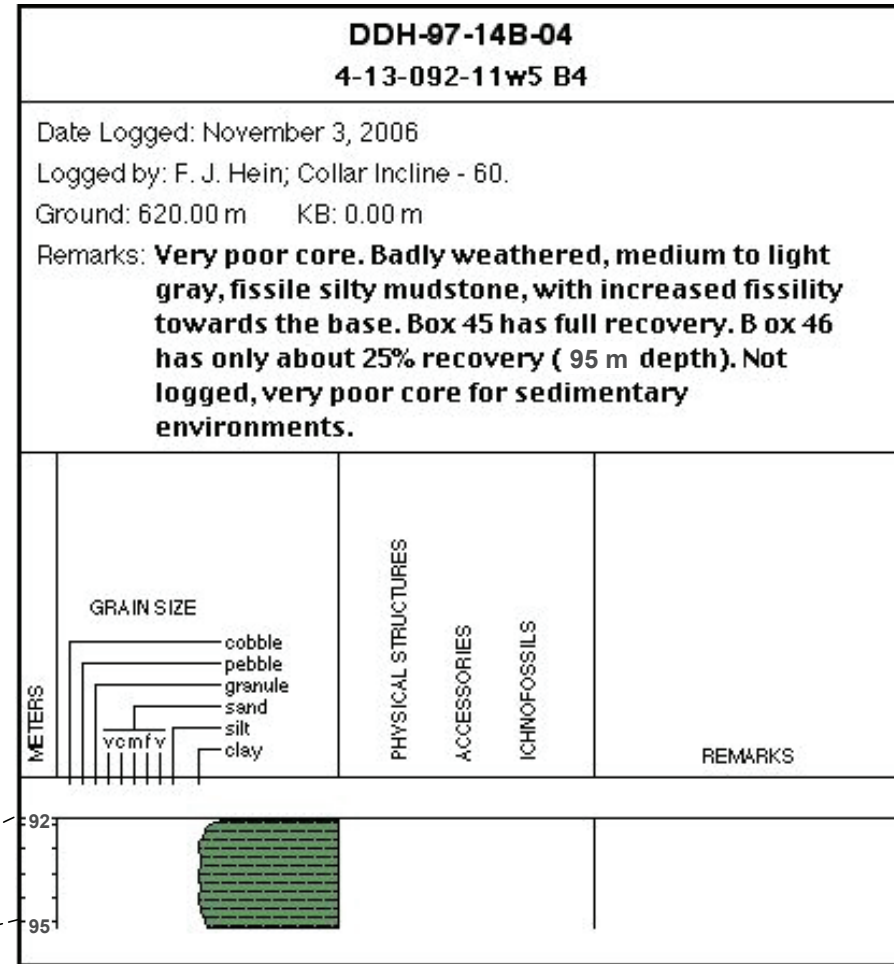 DDH-97-14B-04
4-13-092-11w5 B4
Date Logged: November 3, 2006
Logged by: F. J. Hein; Collar Incline - 60.
Ground: 620.00 m KB: 0.00 m
Remarks: Very poor core. Badly weathered, medium to light
gray, fissile silty mudstone, with increased fissility
towards the base. Box 45 has full recovery. B ox 46
has only about 25% recovery ( 95 m depth). Not
logged, very poor core for sedimentary
environments.
METERS
GRAIN SIZE
cobble
pebble
granule
sand
silt
clay
vcmfv
PHYSICAL STRUCTURES
ACCESSORIES
ICHNOFOSSILS
REMARKS
92
95